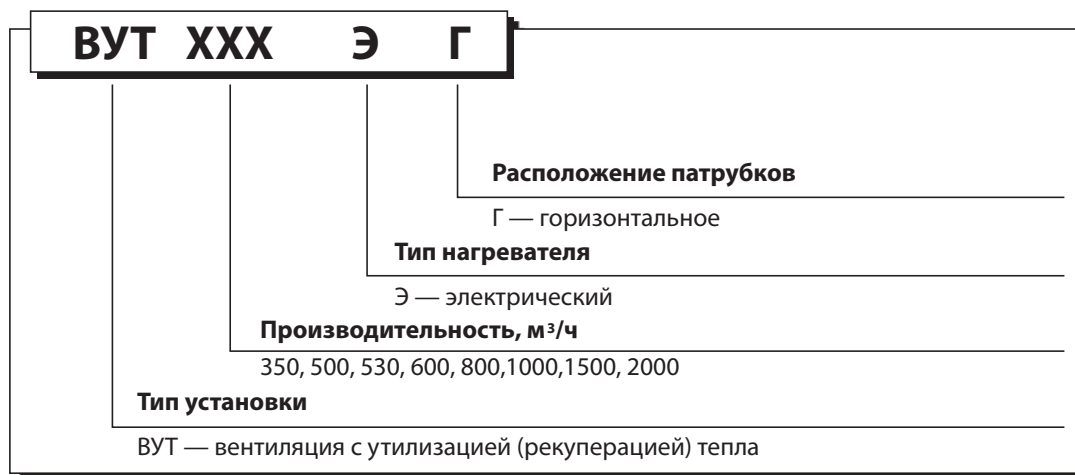 ВУТ XXX Э Г
Расположение патрубков
Г — горизонтальное
Тип нагревателя
Э — электрический
Производительность, м³/ч
350, 500, 530, 600, 800,1000,1500, 2000
Тип установки
ВУТ — вентиляция с утилизацией (рекуперацией) тепла